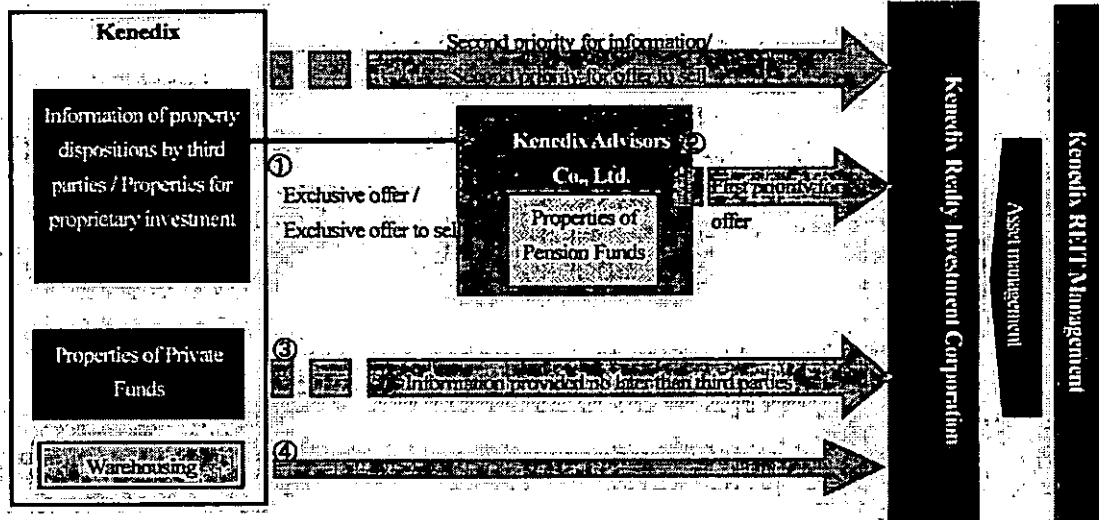 Kenedix
Information of property
dispositions by third
parties / Properties for
proprietary investment
Properties of Private
Funds
Warehousing
Second priority for information/
Second priority for offer to sell
①
Exclusive offer /
Exclusive offer to sell
Kenedix Advisors
Co., Ltd.
Properties of
Pension Funds
②
First priority for
offer
③
Information provided no later than third parties
④
Kenedix Realty Investment Corporation
Asset management
Kenedix REIT Management